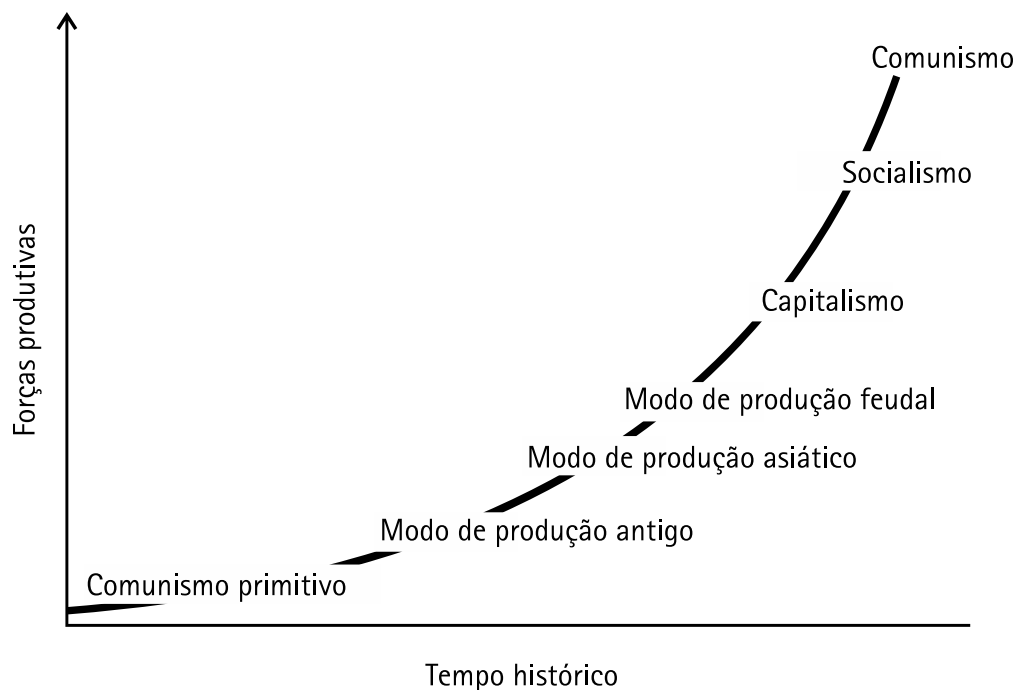 Comunismo
Socialismo
Capitalismo
Modo de produção feudal
Modo de produção asiático
Modo de produção antigo
Comunismo primitivo
Forças produtivas
Tempo histórico